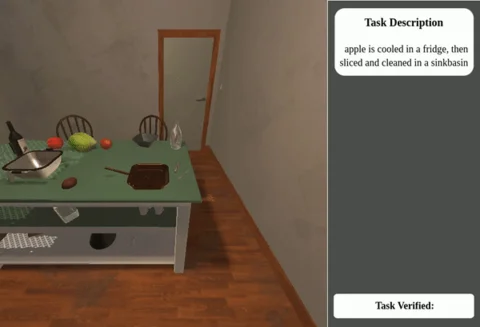 Task Description
apple is cooled in a fridge, then
sliced and cleaned in a sinkbasin
Task Verified: